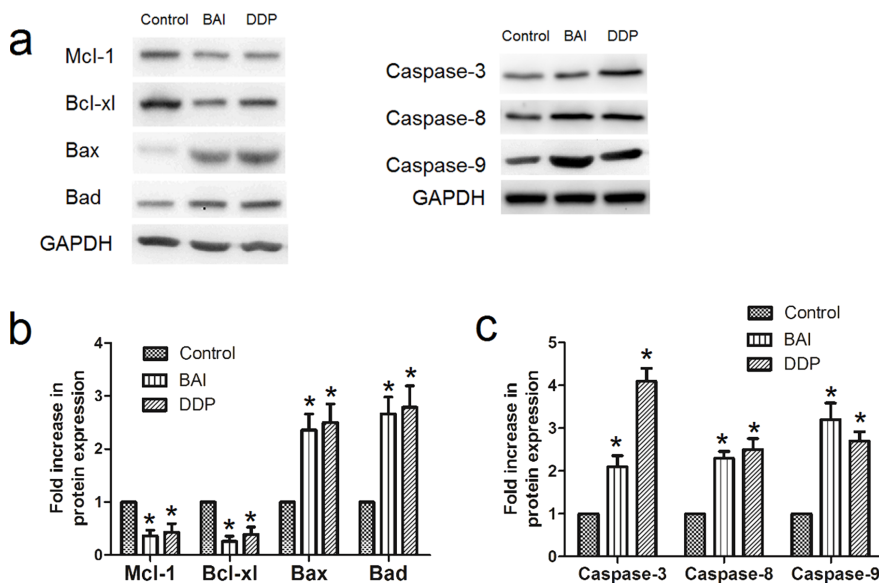 a
Control BAI DDP
Mcl-1
Bcl-xl
Bax
Bad
GAPDH
Control BAI DDP
Caspase-3
Caspase-8
Caspase-9
GAPDH
b
Fold increase in
protein expression
4
3
2
1
0
Control
BAI
DDP
* * * * * * * *
Mcl-1 Bcl-xl Bax Bad
c
Fold increase in
protein expression
5
4
3
2
1
0
Control
BAI
DDP
* * * * * *
Caspase-3 Caspase-8 Caspase-9